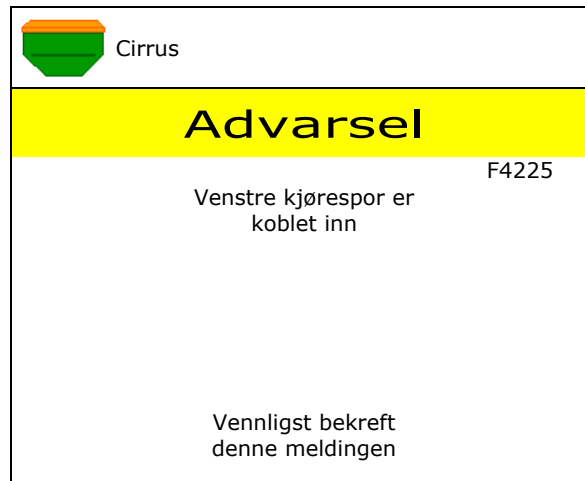 Cirrus
Advarsel
F4225
Venstre kjørespor er
koblet inn
Vennligst bekreft
denne meldingen